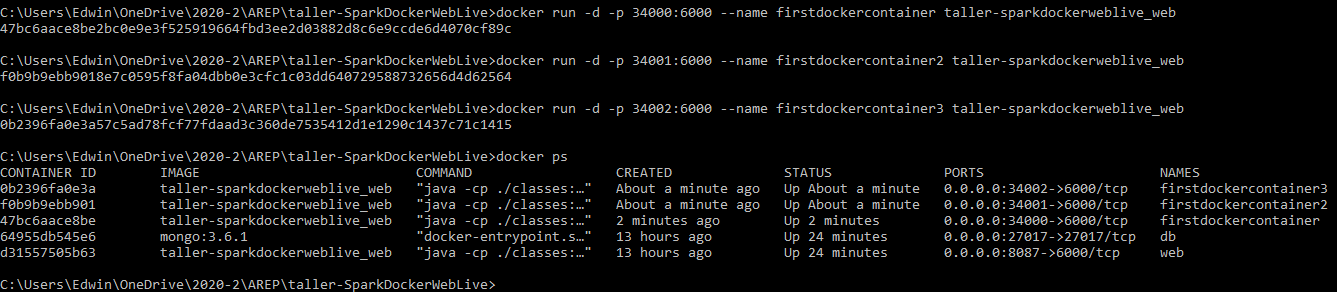 C:\Users\Edwin\OneDrive\2020-2\AREP\taller-SparkDockerWebLive>docker run -d -p 34000:6000 --name firstdockercontainer taller-sparkdockerweblive_web
47bc6aace8be2bc0e9e3f525919664fbd3ee2d03882d8c6e9ccde6d4070cf89c
C:\Users\Edwin\OneDrive\2020-2\AREP\taller-SparkDockerWebLive>docker run -d -p 34001:6000 --name firstdockercontainer2 taller-sparkdockerweblive_web
f0b9b9ebb9018e7c0595f8fa04dbb0e3cfc1c03dd640729588732656d4d62564
C:\Users\Edwin\OneDrive\2020-2\AREP\taller-SparkDockerWebLive>docker run -d -p 34002:6000 --name firstdockercontainer3 taller-sparkdockerweblive_web
0b2396fa0e3a57c5ad78fcf77fdaad3c360de7535412d1e1290c1437c71c1415
C:\Users\Edwin\OneDrive\2020-2\AREP\taller-SparkDockerWebLive>docker ps
CONTAINER ID IMAGE COMMAND CREATED STATUS PORTS NAMES
0b2396fa0e3a taller-sparkdockerweblive_web "java -cp ./classes:…" About a minute ago Up About a minute 0.0.0.0:34002->6000/tcp firstdockercontainer3
f0b9b9ebb901 taller-sparkdockerweblive_web "java -cp ./classes:…" About a minute ago Up About a minute 0.0.0.0:34001->6000/tcp firstdockercontainer2
47bc6aace8be taller-sparkdockerweblive_web "java -cp ./classes:…" 2 minutes ago Up 2 minutes 0.0.0.0:34000->6000/tcp firstdockercontainer
64955db545e6 mongo:3.6.1 "docker-entrypoint.s…" 13 hours ago Up 24 minutes 0.0.0.0:27017->27017/tcp db
d31557505b63 taller-sparkdockerweblive_web "java -cp ./classes:…" 13 hours ago Up 24 minutes 0.0.0.0:8087->6000/tcp web
C:\Users\Edwin\OneDrive\2020-2\AREP\taller-SparkDockerWebLive>